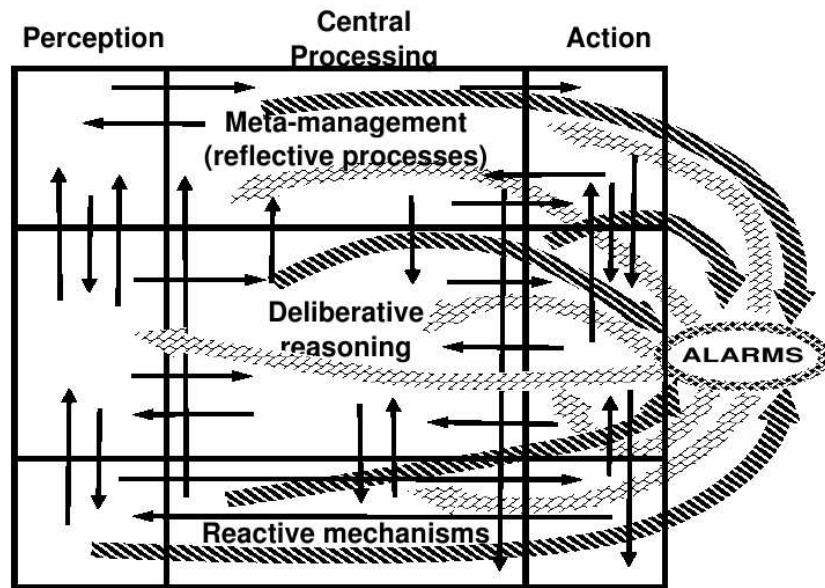 Perception
Central
Processing
Action
Meta-management
(reflective processes)
Deliberative
reasoning
ALARMS
Reactive mechanisms